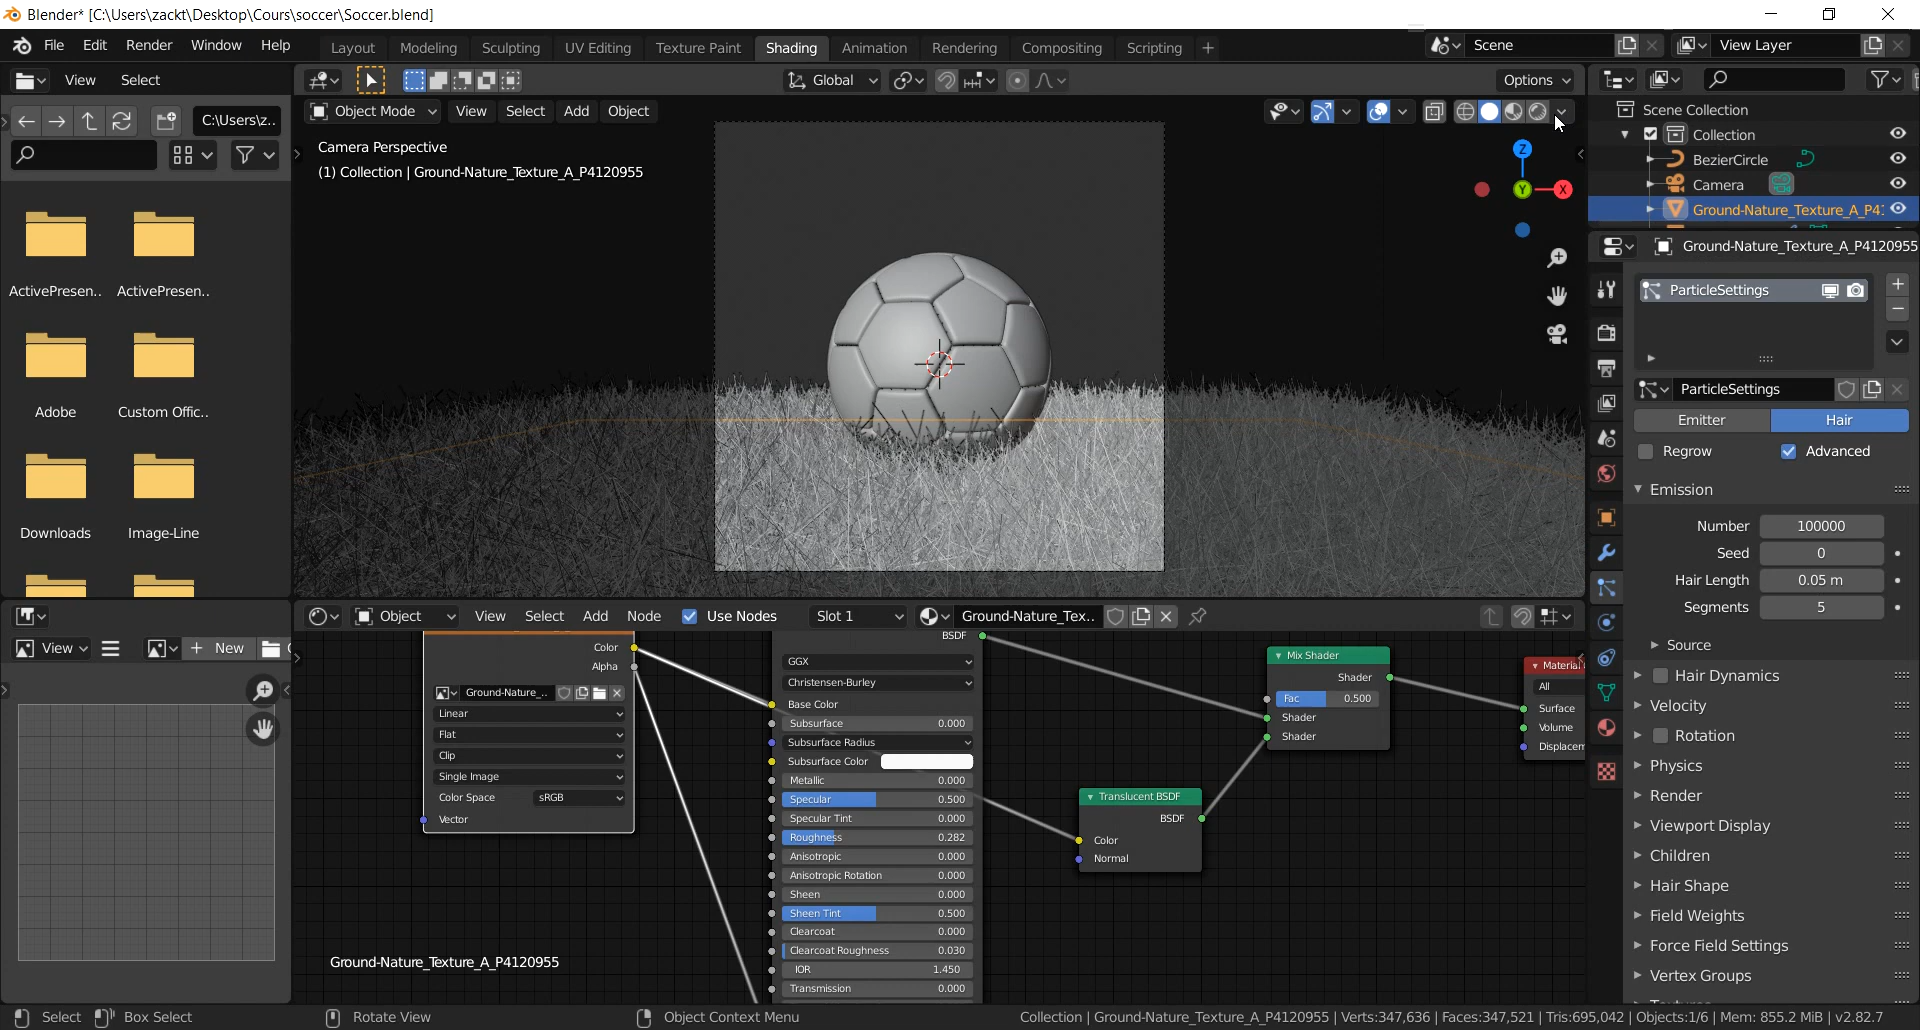 Blender* [C:\Users\zackt\Desktop\Cours\soccer\Soccer.blend]
File Edit Render Window Help Layout Modeling Sculpting UV Editing Texture Paint Shading Animation Rendering Compositing Scripting + Scene View Layer
View Select Global Options
C:\Users\z.. Object Mode View Select Add Object
Camera Perspective
(1) Collection | Ground-Nature_Texture_A_P4120955
Z
Y
X
ActivePresen.. ActivePresen..
Adobe Custom Offic..
Downloads Image-Line
Scene Collection
Collection
BezierCircle
Camera
Ground-Nature_Texture_A_P41
Ground-Nature_Texture_A_P4120955
ParticleSettings
ParticleSettings
Emitter Hair
Regrow Advanced
Emission
Number 100000
Seed 0
Hair Length 0.05 m
Segments 5
Source
Hair Dynamics
Velocity
Rotation
Physics
Render
Viewport Display
Children
Hair Shape
Field Weights
Force Field Settings
Vertex Groups
View + New
Object View Select Add Node Use Nodes Slot 1 Ground-Nature_Tex..
Color
Alpha
Ground-Nature_..
Linear
Flat
Clip
Single Image
Color Space sRGB
Vector
BSDF
GGX
Christensen-Burley
Base Color
Subsurface 0.000
Subsurface Radius
Subsurface Color
Metallic 0.000
Specular 0.500
Specular Tint 0.000
Roughness 0.282
Anisotropic 0.000
Anisotropic Rotation 0.000
Sheen 0.000
Sheen Tint 0.500
Clearcoat 0.000
Clearcoat Roughness 0.030
IOR 1.450
Transmission 0.000
Translucent BSDF
BSDF
Color
Normal
Mix Shader
Shader
Fac 0.500
Shader
Shader
Material
All
Surface
Volume
Displacem
Ground-Nature_Texture_A_P4120955
Select Box Select Rotate View Object Context Menu Collection | Ground-Nature_Texture_A_P4120955 | Verts:347,636 | Faces:347,521 | Tris:695,042 | Objects:1/6 | Mem: 855.2 MiB | v2.82.7